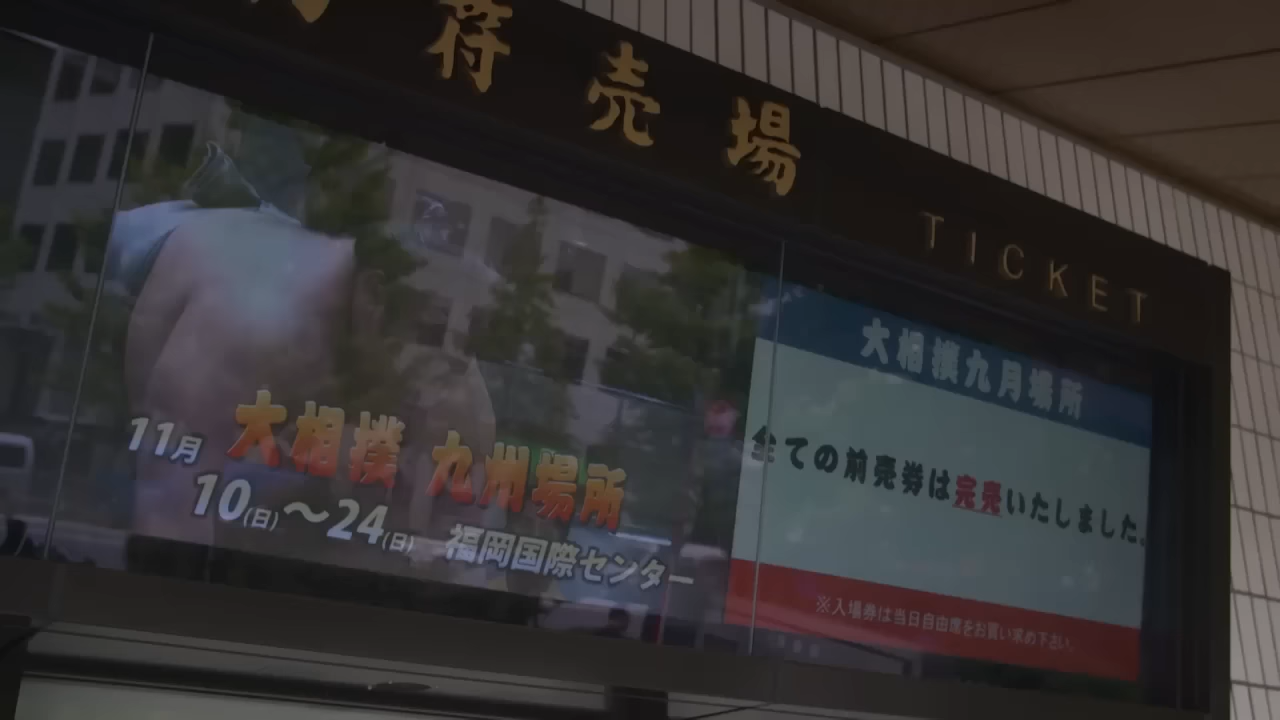 符売場
TICKET
11月 大相撲 九州場所
10(日)〜24(日) 福岡国際センター
大相撲九月場所
全ての前売券は完売いたしました。
※入場券は当日自由席をお買い求め下さい。